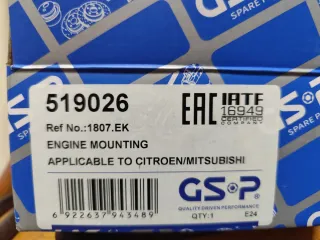 GSP
SPARE P
519026
EAC
IATF
16949
CERTIFIED
COMPANY
Ref No.:1807.EK
ENGINE MOUNTING
APPLICABLE TO CITROEN/MITSUBISHI
GSP
QUALITY DRIVEN PERFORMANCE
6 922637 943489
QTY:1
E24